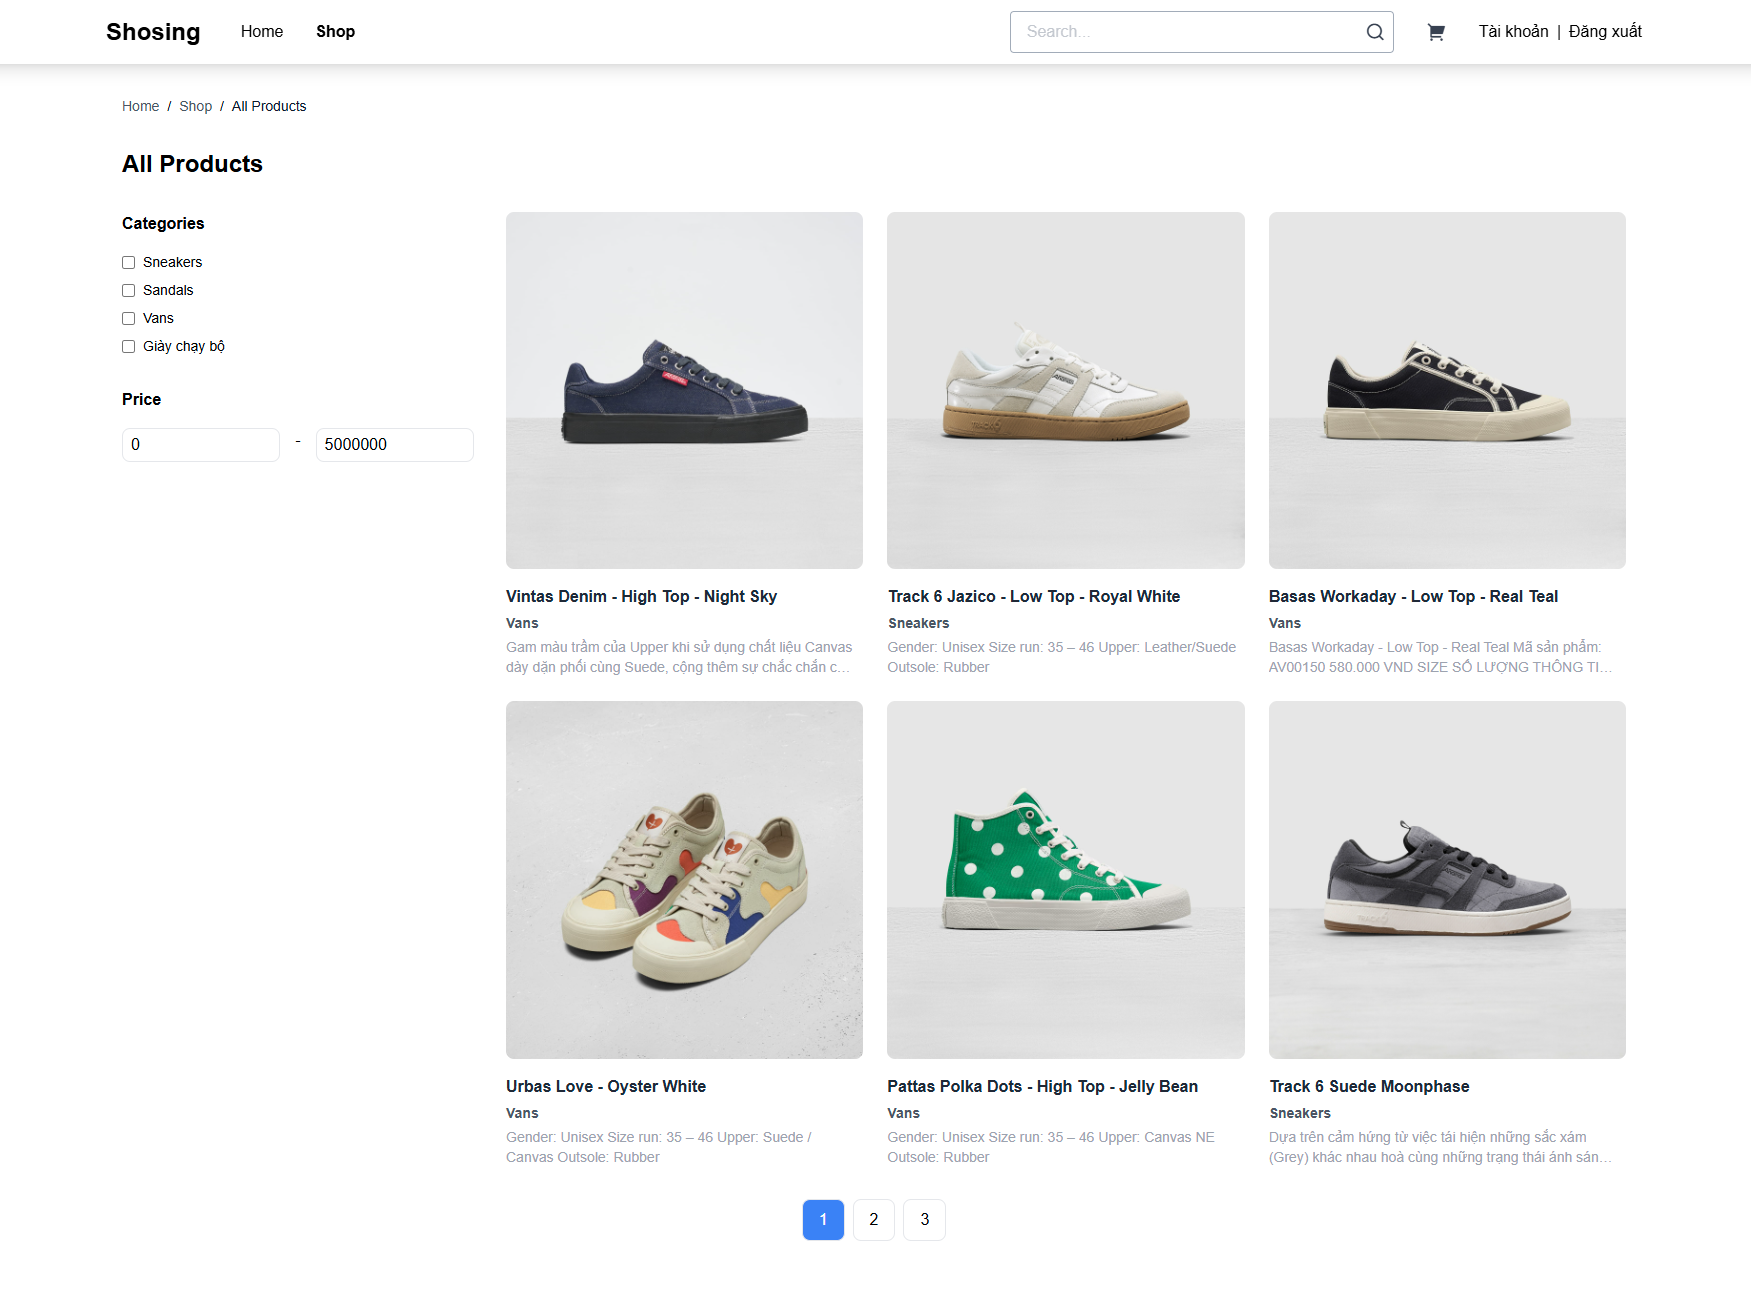 Shosing
Home
Shop
Search...
Tài khoản | Đăng xuất
Home / Shop / All Products
All Products
Categories
Sneakers
Sandals
Vans
Giày chạy bộ
Price
0 - 5000000
Vintas Denim - High Top - Night Sky
Vans
Gam màu trầm của Upper khi sử dụng chất liệu Canvas
dày dặn phối cùng Suede, cộng thêm sự chắc chắn c...
Track 6 Jazico - Low Top - Royal White
Sneakers
Gender: Unisex Size run: 35 – 46 Upper: Leather/Suede
Outsole: Rubber
Basas Workaday - Low Top - Real Teal
Vans
Basas Workaday - Low Top - Real Teal Mã sản phẩm:
AV00150 580.000 VND SIZE SỐ LƯỢNG THÔNG TI...
Urbas Love - Oyster White
Vans
Gender: Unisex Size run: 35 – 46 Upper: Suede /
Canvas Outsole: Rubber
Pattas Polka Dots - High Top - Jelly Bean
Vans
Gender: Unisex Size run: 35 – 46 Upper: Canvas NE
Outsole: Rubber
Track 6 Suede Moonphase
Sneakers
Dựa trên cảm hứng từ việc tái hiện những sắc xám
(Grey) khác nhau hoà cùng những trạng thái ánh sán...
1 2 3